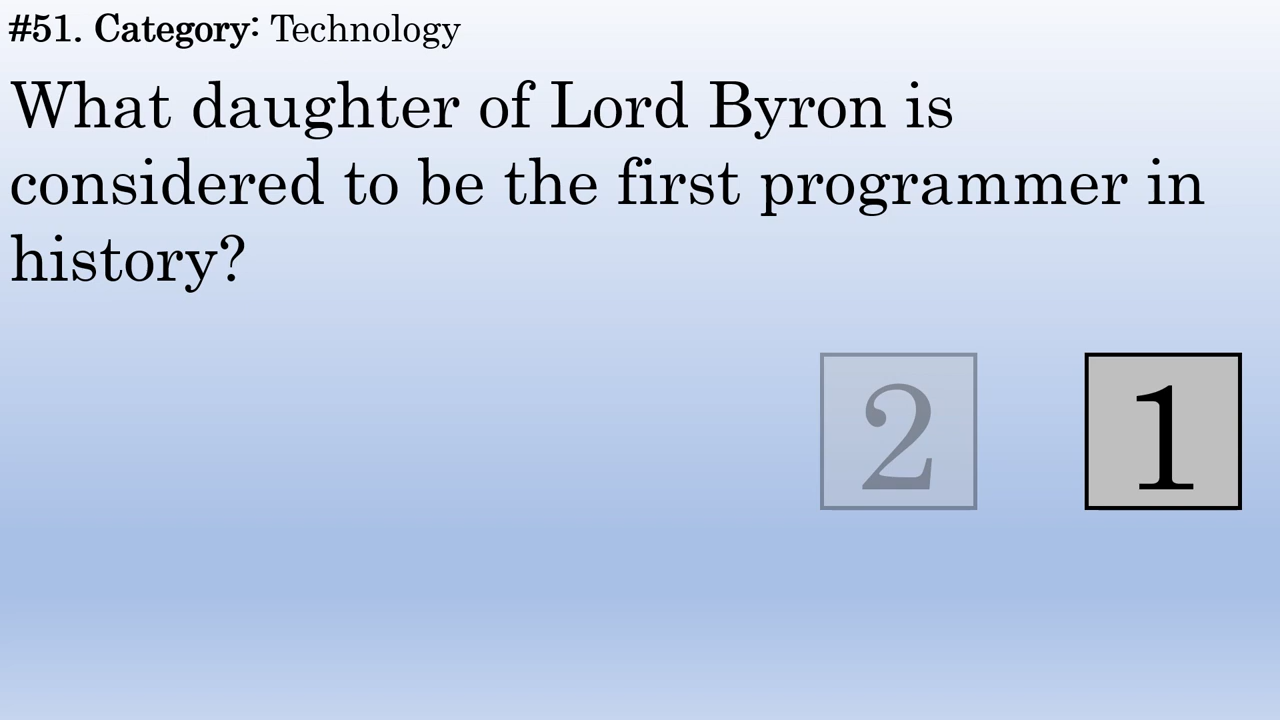 #51. Category: Technology
What daughter of Lord Byron is
considered to be the first programmer in
history?
2 1